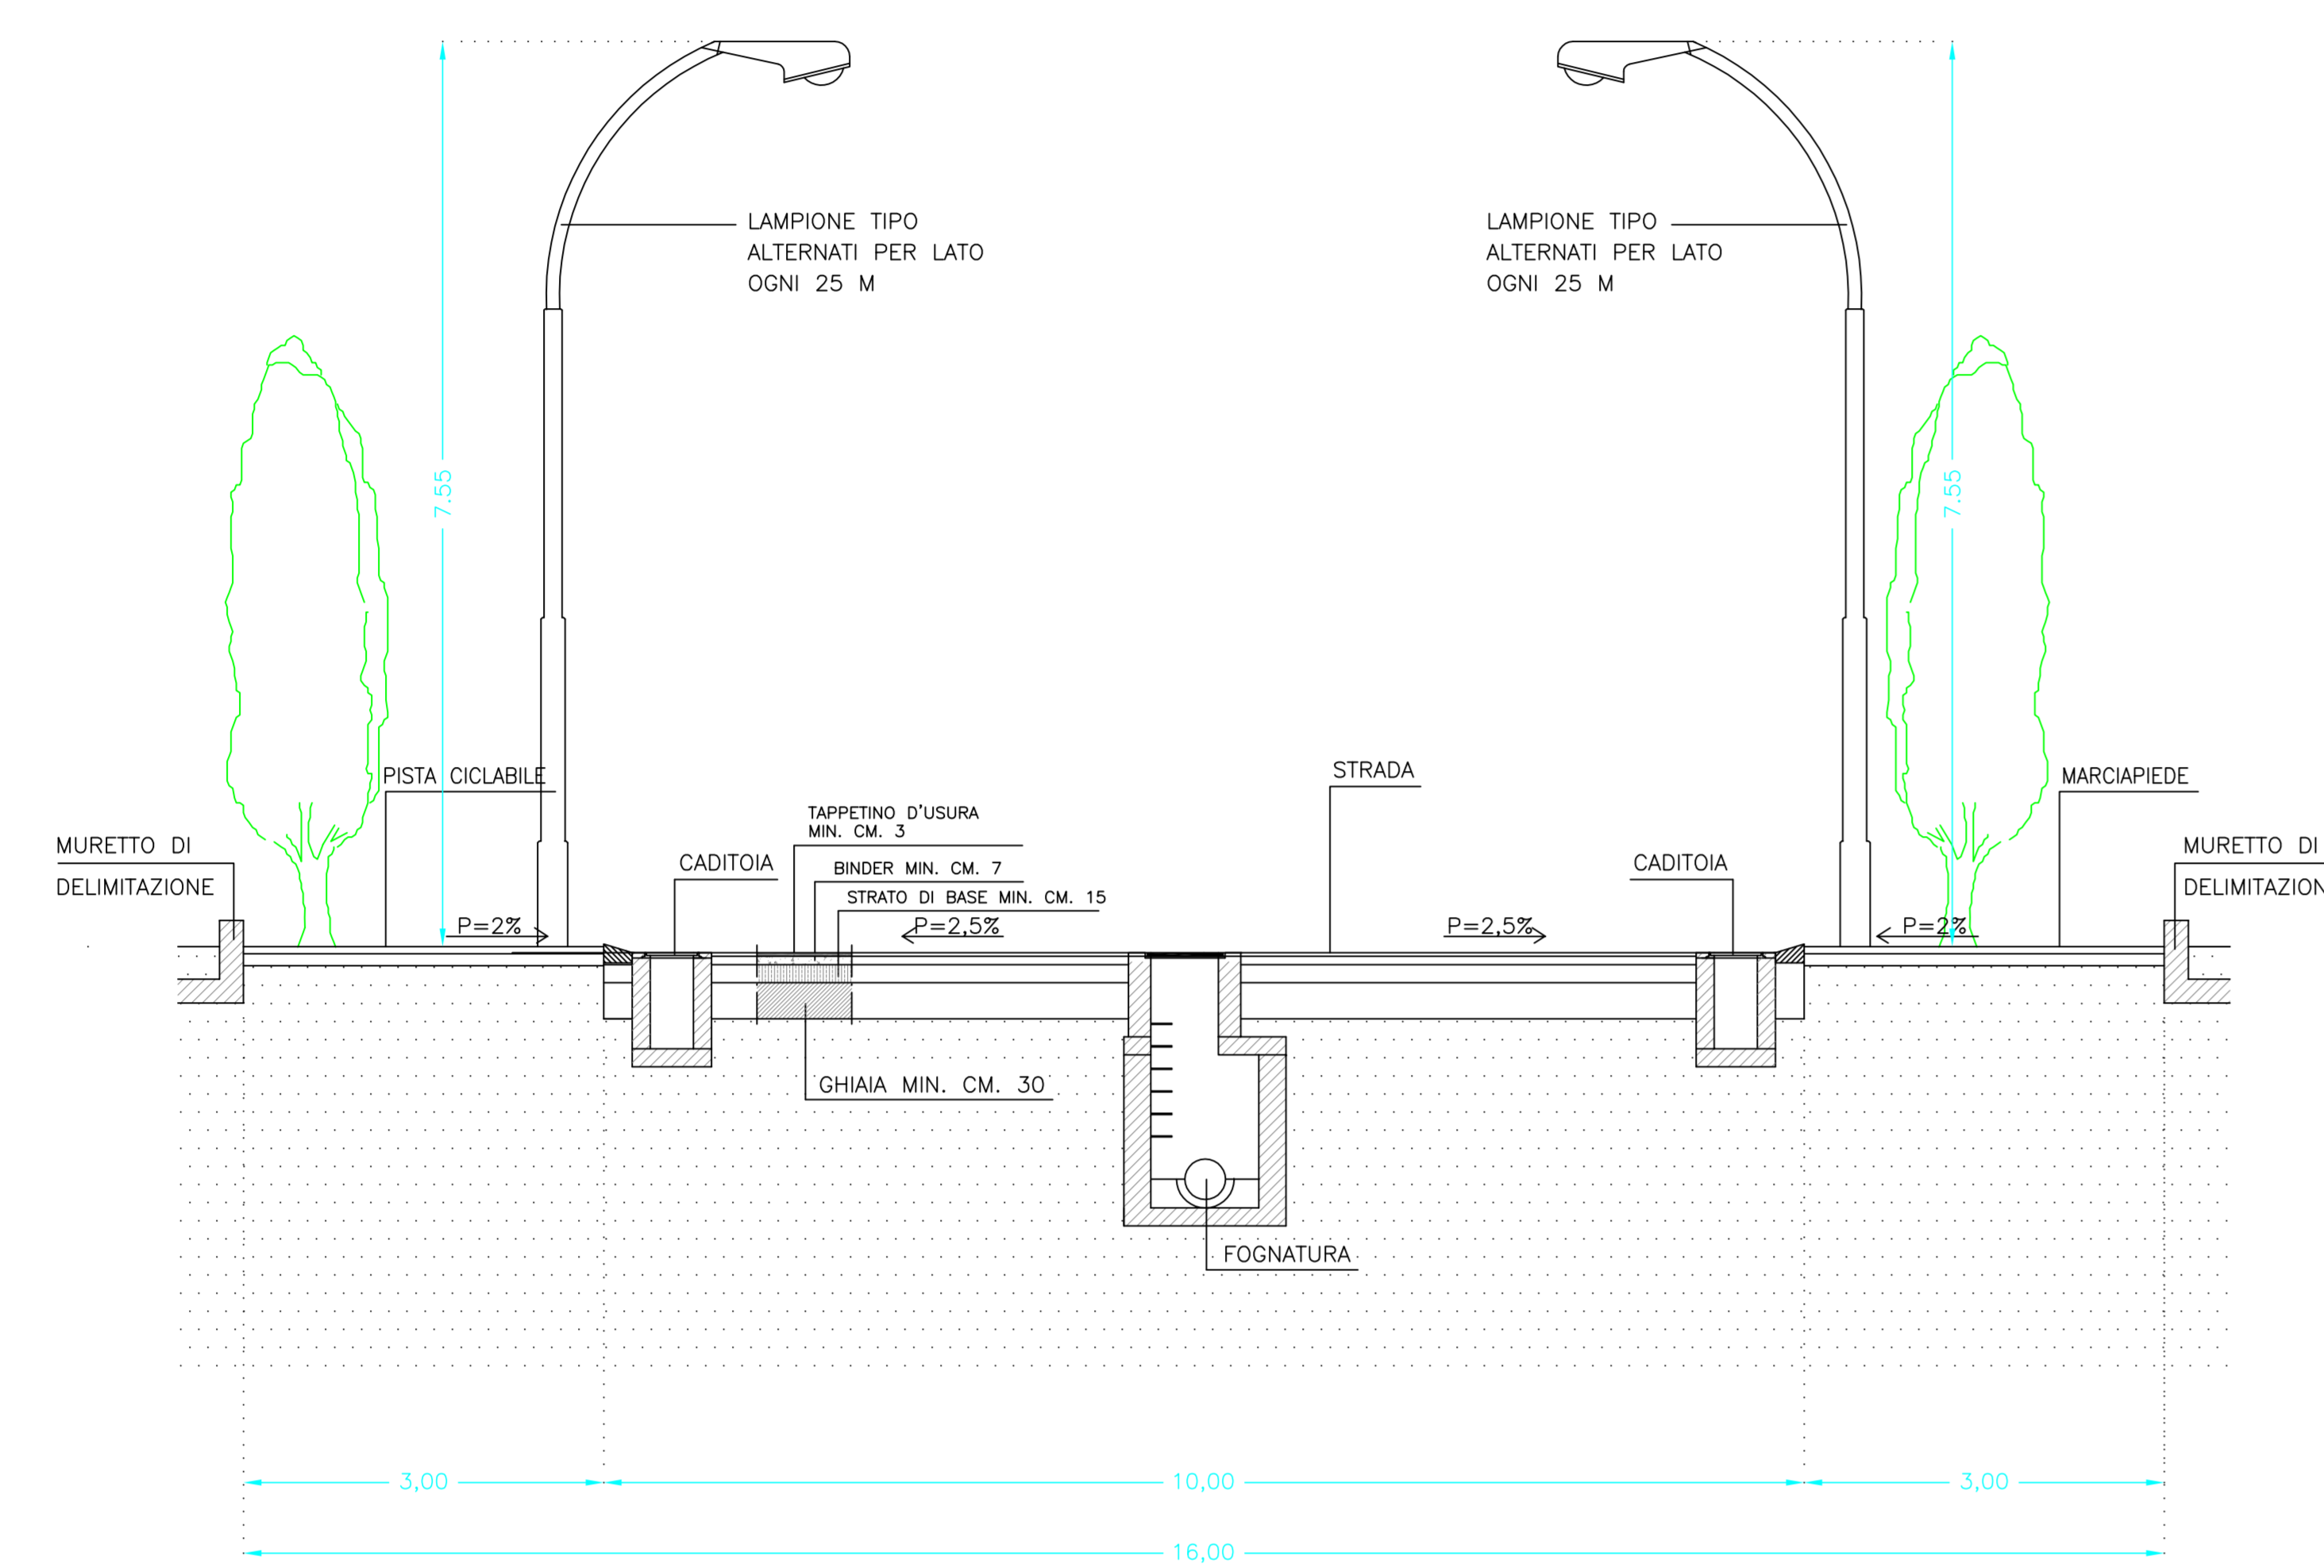 LAMPIONE TIPO
ALTERNATI PER LATO
OGNI 25 M
LAMPIONE TIPO
ALTERNATI PER LATO
OGNI 25 M
7.55
7.55
PISTA CICLABILE
STRADA
MARCIAPIEDE
TAPPETINO D'USURA
MIN. CM. 3
MURETTO DI
DELIMITAZIONE
CADITOIA
BINDER MIN. CM. 7
STRATO DI BASE MIN. CM. 15
CADITOIA
MURETTO DI
DELIMITAZION
P=2%
P=2,5%
P=2,5%
P=2%
GHIAIA MIN. CM. 30
FOGNATURA
3,00
10,00
3,00
16,00